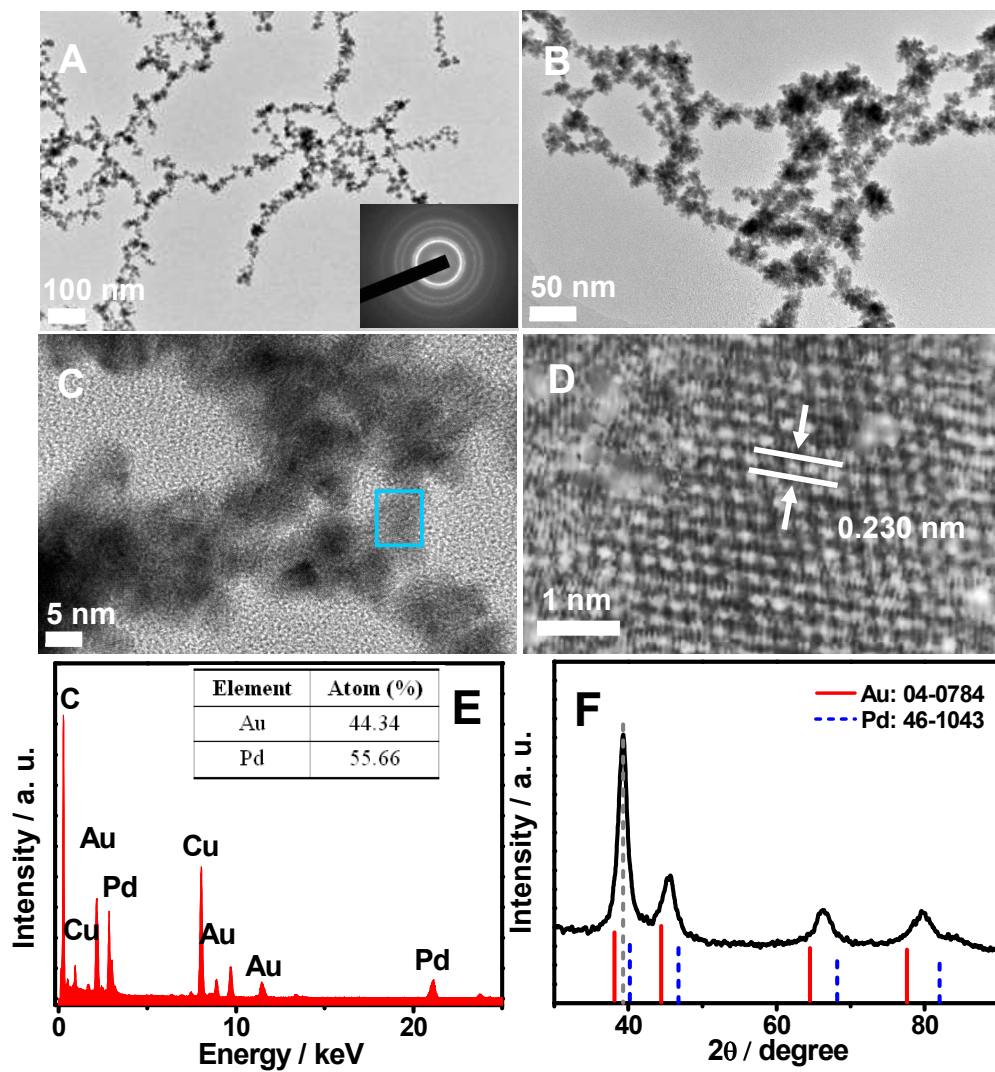 A
100 nm
B
50 nm
C
5 nm
D
0.230 nm
1 nm
E
Intensity / a. u.
C
Cu
Au
Pd
Cu
Au
Au
Pd
Element Atom (%)
Au 44.34
Pd 55.66
0 10 20
Energy / keV
F
Intensity / a. u.
Au: 04-0784
Pd: 46-1043
40 60 80
2θ / degree